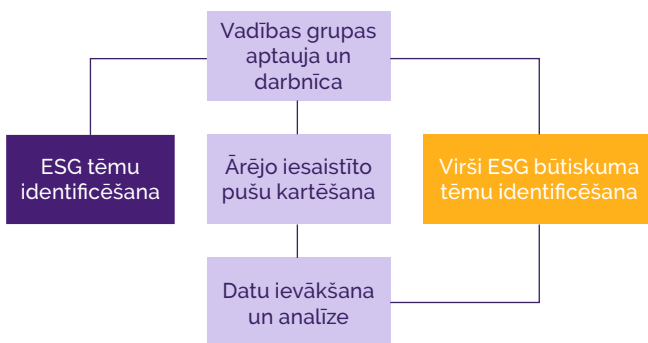 Vadības grupas
aptauja un
darbnīca
ESG tēmu
identificēšana
Ārējo iesaistīto
pušu kartēšana
Virši ESG būtiskuma
tēmu identificēšana
Datu ievākšana
un analīze